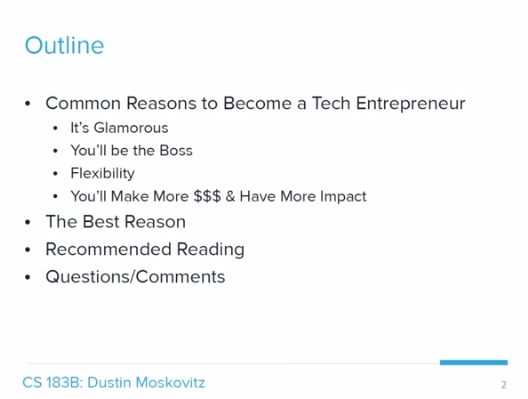 Outline
• Common Reasons to Become a Tech Entrepreneur
• It's Glamorous
• You'll be the Boss
• Flexibility
• You'll Make More $$$ & Have More Impact
• The Best Reason
• Recommended Reading
• Questions/Comments
CS 183B: Dustin Moskovitz
2